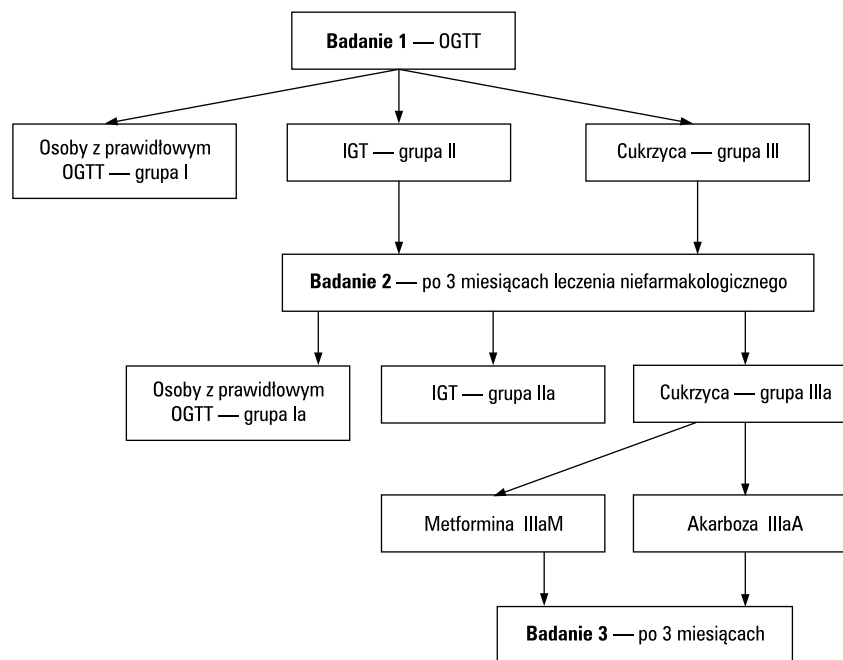 Badanie 1 — OGTT
Osoby z prawidłowym
OGTT — grupa I
IGT — grupa II
Cukrzyca — grupa III
Badanie 2 — po 3 miesiącach leczenia niefarmakologicznego
Osoby z prawidłowym
OGTT — grupa Ia
IGT — grupa IIa
Cukrzyca — grupa IIIa
Metformina IIIaM
Akarboza IIIaA
Badanie 3 — po 3 miesiącach